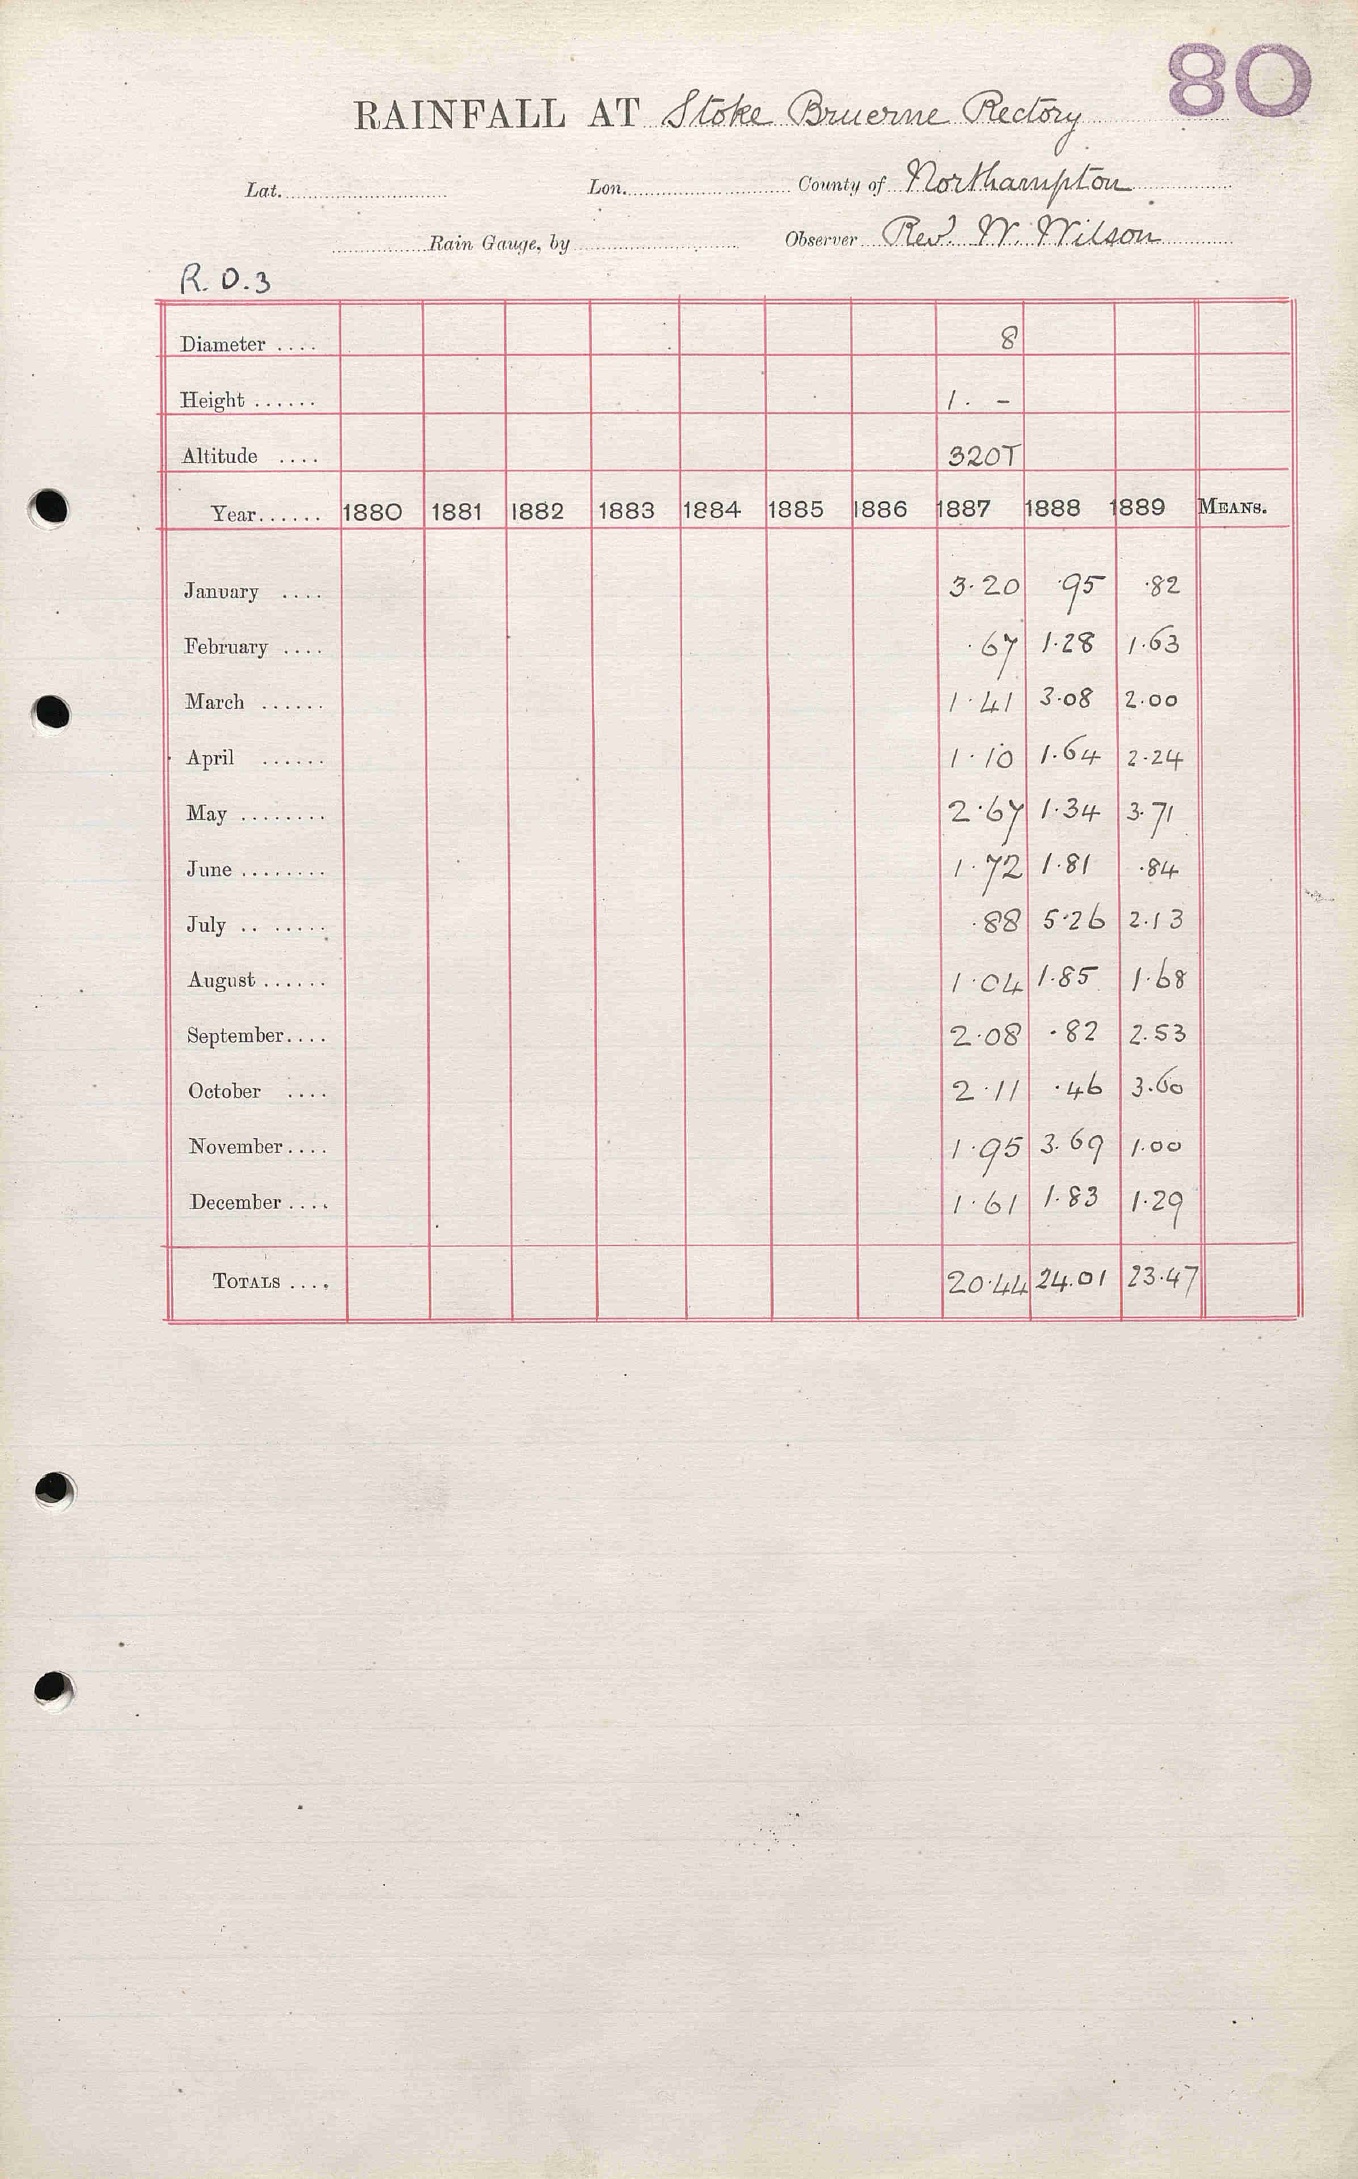 80
RAINFALL AT Stoke Bruerne Rectory
Lat. Lon. County of Northampton
Rain Gauge, by Observer Rev. W. Wilson
R. O. 3
Diameter .... 8
Height ...... 1. -
Altitude .... 320T
Year...... 1880 1881 1882 1883 1884 1885 1886 1887 1888 1889 MEANS.
January .... 3.20 .95 .82
February .... .67 1.28 1.63
March ...... 1.41 3.08 2.00
April ...... 1.10 1.64 2.24
May ........ 2.67 1.34 3.71
June ........ 1.72 1.81 .84
July .. ..... .88 5.26 2.13
August ...... 1.04 1.85 1.68
September.... 2.08 .82 2.53
October .... 2.11 .46 3.60
November.... 1.95 3.69 1.00
December .... 1.61 1.83 1.29
TOTALS .... 20.44 24.01 23.47